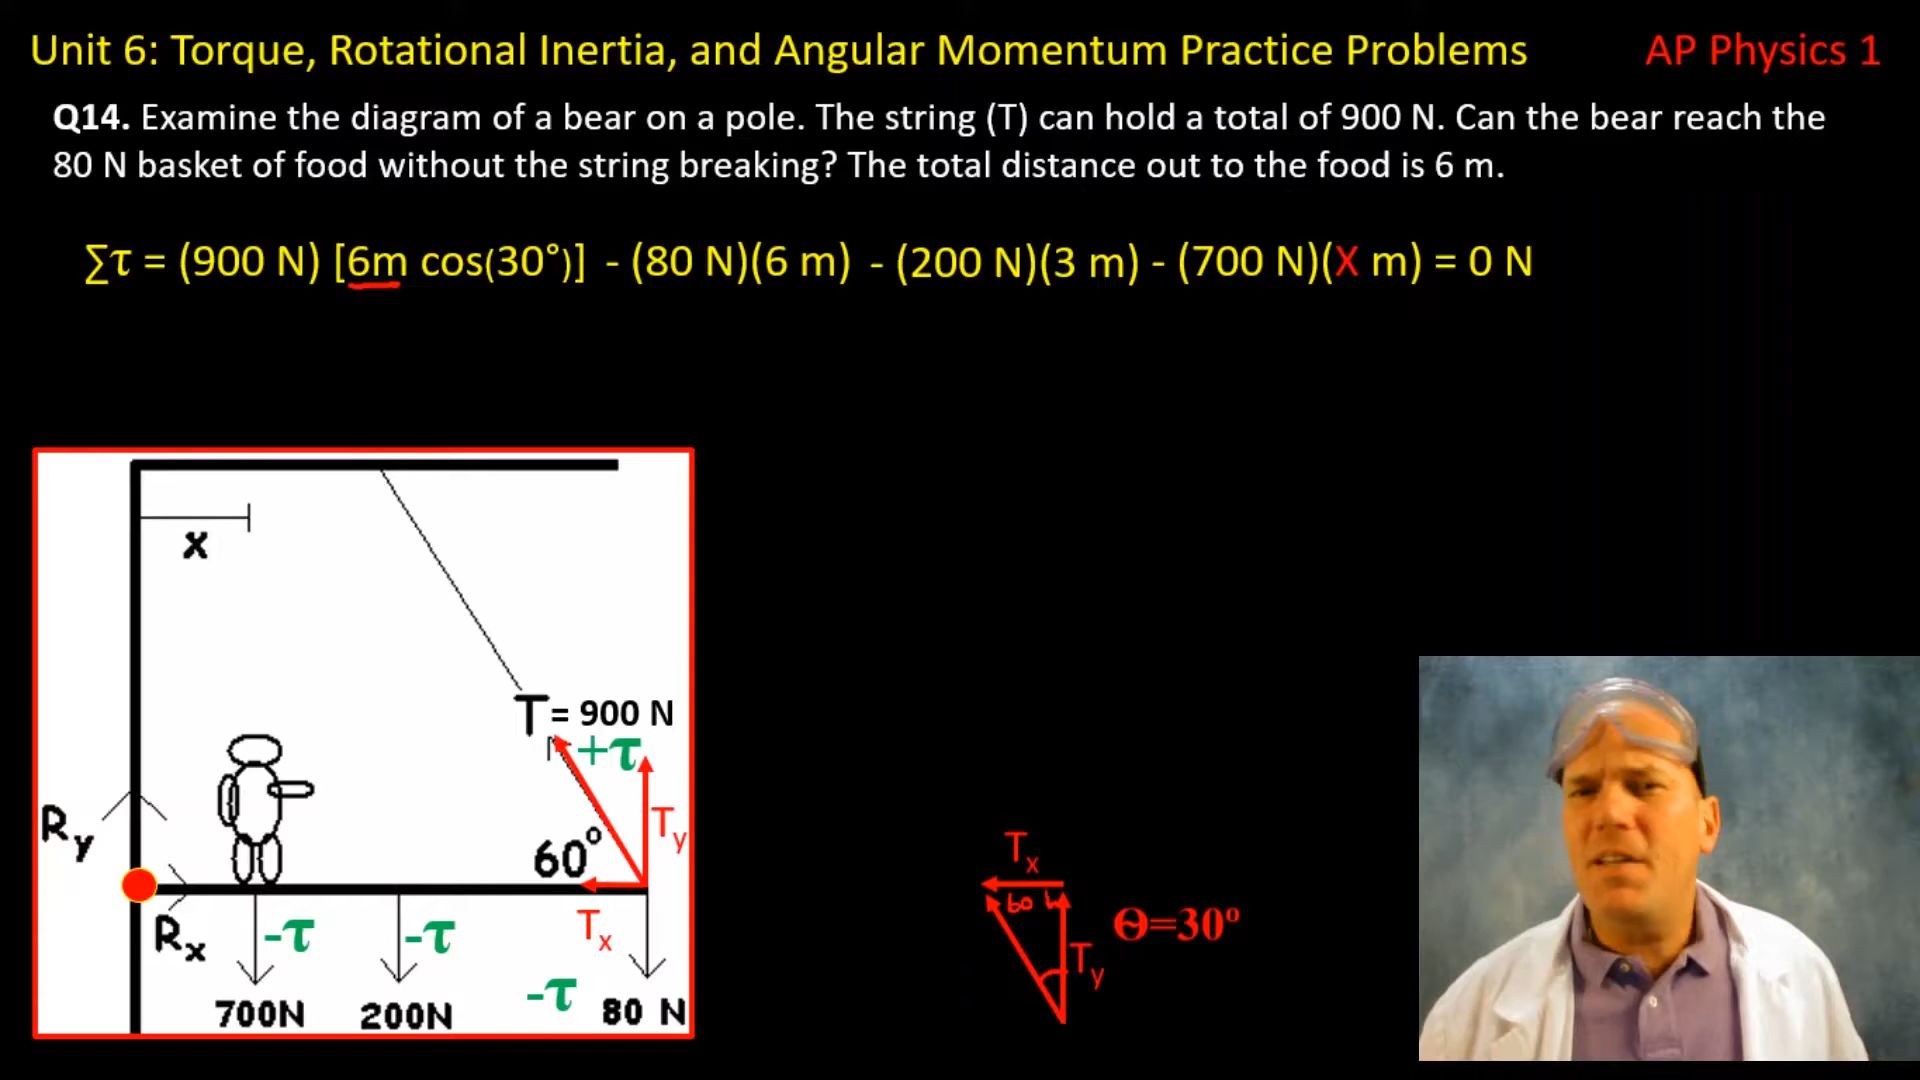 Unit 6: Torque, Rotational Inertia, and Angular Momentum Practice Problems AP Physics 1
Q14. Examine the diagram of a bear on a pole. The string (T) can hold a total of 900 N. Can the bear reach the
80 N basket of food without the string breaking? The total distance out to the food is 6 m.
∑τ = (900 N) [6m cos(30°)] - (80 N)(6 m) - (200 N)(3 m) - (700 N)(X m) = 0 N
x
T = 900 N
+τ
Ty
60°
Ry
Rx
-τ
-τ
Tx
-τ
700N
200N
80 N
Tx
60
Θ=30º
Ty